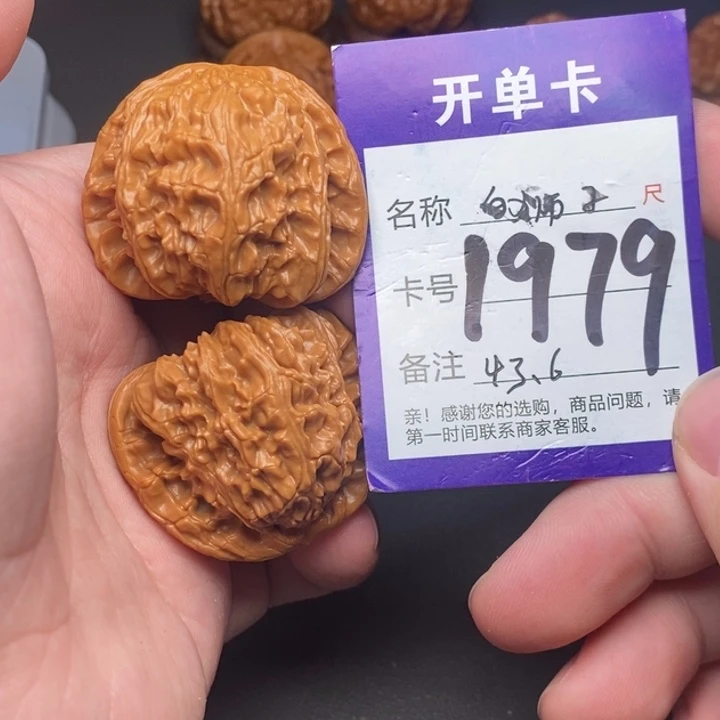 开单卡
名称 白狮子 尺
卡号 1979
备注 43.6
亲！感谢您的选购，商品问题，请
第一时间联系商家客服。